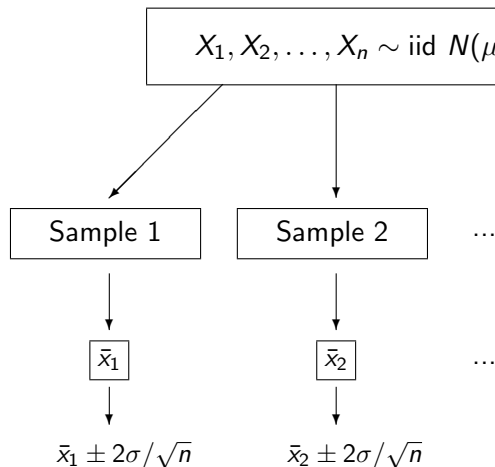 X₁, X₂, . . . , Xₙ ∼ iid N(μ
Sample 1 Sample 2 ...
x̄₁ x̄₂ ...
x̄₁ ± 2σ/√n x̄₂ ± 2σ/√n